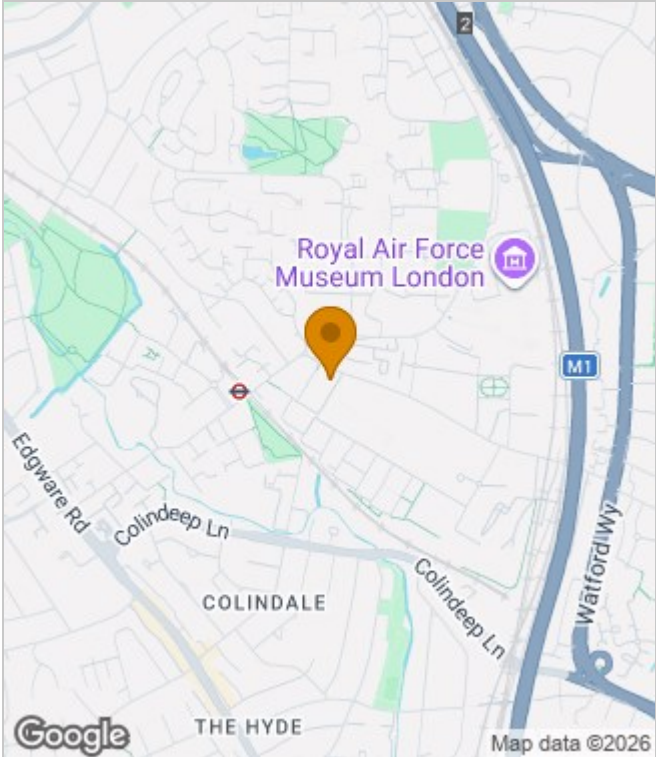 2
Royal Air Force
Museum London
M1
Edgware Rd
Colindeep Ln
Watford Wy
Colindeep Ln
COLINDALE
THE HYDE
Google
Map data ©2026